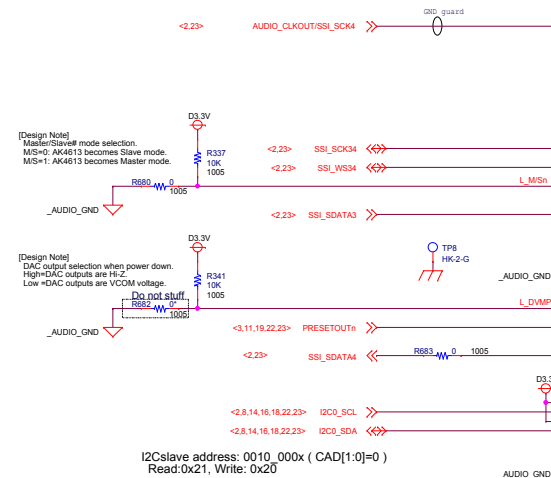 GND guard
<2,23> AUDIO_CLKOUT/SSI_SCK4
D3.3V
[Design Note]
Master/Slave# mode selection.
M/S=0: AK4613 becomes Slave mode.
M/S=1: AK4613 becomes Master mode.
R337
10K
1005
<2,23> SSI_SCK34
<2,23> SSI_WS34
R680 0
1005
L_M/Sn
_AUDIO_GND
<2,23> SSI_SDATA3
D3.3V
TP8
HK-2-G
[Design Note]
DAC output selection when power down.
High=DAC outputs are Hi-Z.
Low =DAC outputs are VCOM voltage.
R341
10K
1005
_AUDIO_GND
Do not stuff
R682 0*
1005
L_DVMP
_AUDIO_GND
<3,11,19,22,23> PRESETOUTn
<2,23> SSI_SDATA4
R683 0 1005
D3.3
<2,8,14,16,18,22,23> I2C0_SCL
<2,8,14,16,18,22,23> I2C0_SDA
I2Cslave address: 0010_000x ( CAD[1:0]=0 )
Read:0x21, Write: 0x20
AUDIO_GND